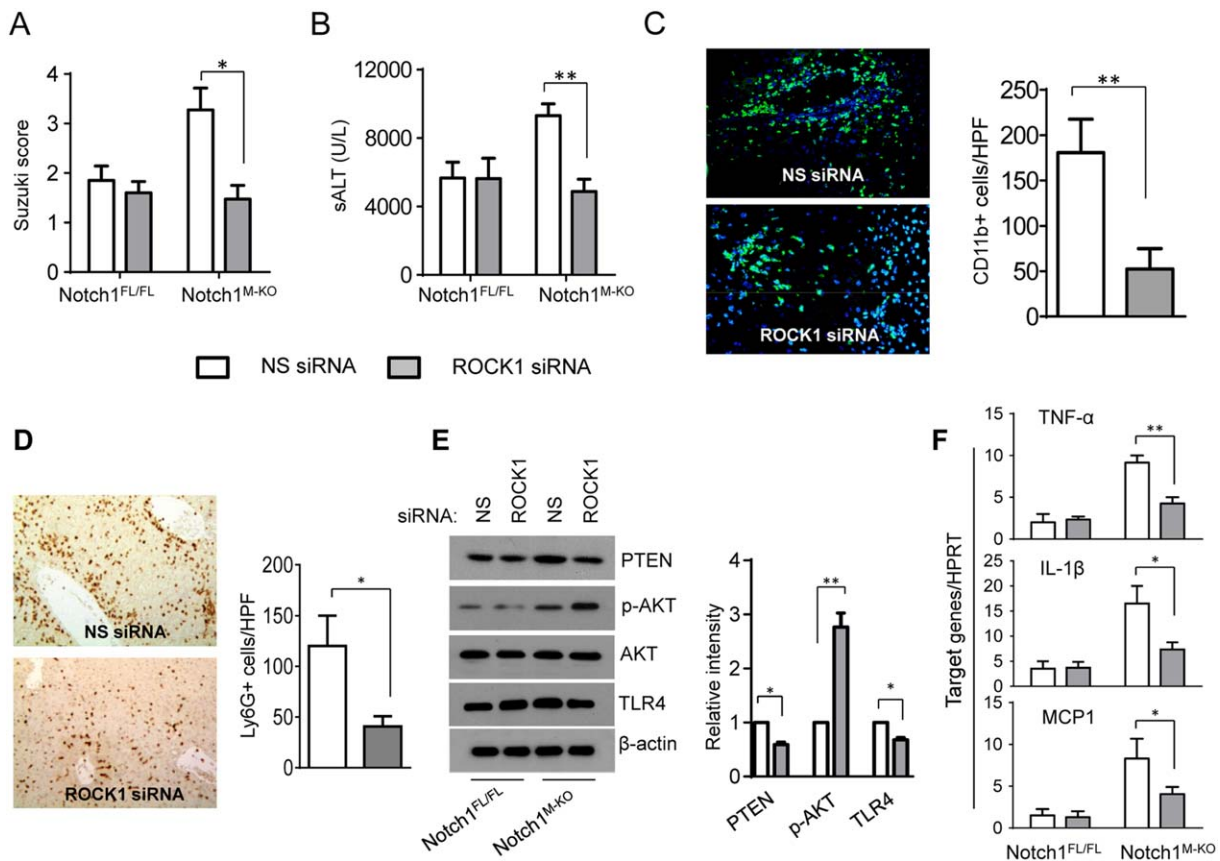 A
Suzuki score
4
3
2
1
0
*
Notch1FL/FL Notch1M-KO
B
sALT (U/L)
12000
8000
4000
0
**
Notch1FL/FL Notch1M-KO
NS siRNA ROCK1 siRNA
C
NS siRNA
ROCK1 siRNA
CD11b+ cells/HPF
250
200
150
100
50
0
**
D
NS siRNA
ROCK1 siRNA
Ly6G+ cells/HPF
200
150
100
50
0
*
E
siRNA: NS ROCK1 NS ROCK1
PTEN
p-AKT
AKT
TLR4
β-actin
Notch1FL/FL Notch1M-KO
Relative intensity
4
3
2
1
0
* ** *
PTEN p-AKT TLR4
F
Target genes/HPRT
TNF-α
15
10
5
0
**
IL-1β
25
20
15
10
5
0
*
MCP1
15
10
5
0
*
Notch1FL/FL Notch1M-KO